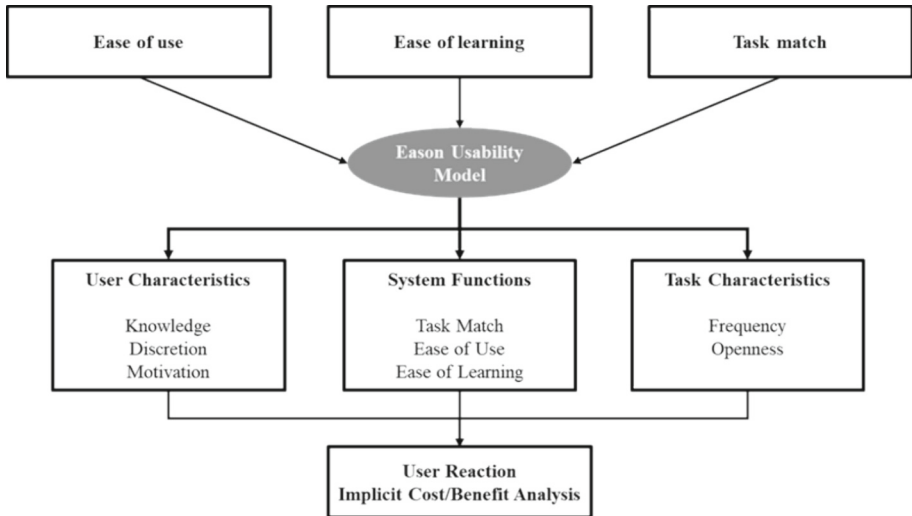 Ease of use
Ease of learning
Task match
Eason Usability
Model
User Characteristics
Knowledge
Discretion
Motivation
System Functions
Task Match
Ease of Use
Ease of Learning
Task Characteristics
Frequency
Openness
User Reaction
Implicit Cost/Benefit Analysis